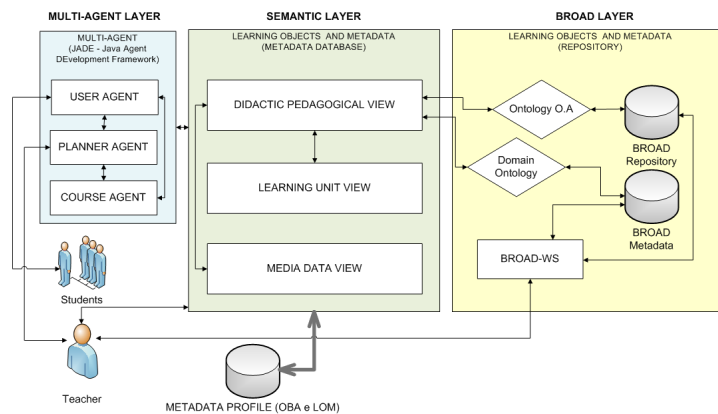 MULTI-AGENT LAYER
SEMANTIC LAYER
BROAD LAYER
MULTI-AGENT
(JADE - Java Agent
DEvelopment Framework)
LEARNING OBJECTS AND METADATA
(METADATA DATABASE)
LEARNING OBJECTS AND METADATA
(REPOSITORY)
USER AGENT
PLANNER AGENT
COURSE AGENT
DIDACTIC PEDAGOGICAL VIEW
LEARNING UNIT VIEW
MEDIA DATA VIEW
Ontology O.A
BROAD
Repository
Domain
Ontology
BROAD
Metadata
BROAD-WS
Students
Teacher
METADATA PROFILE (OBA e LOM)